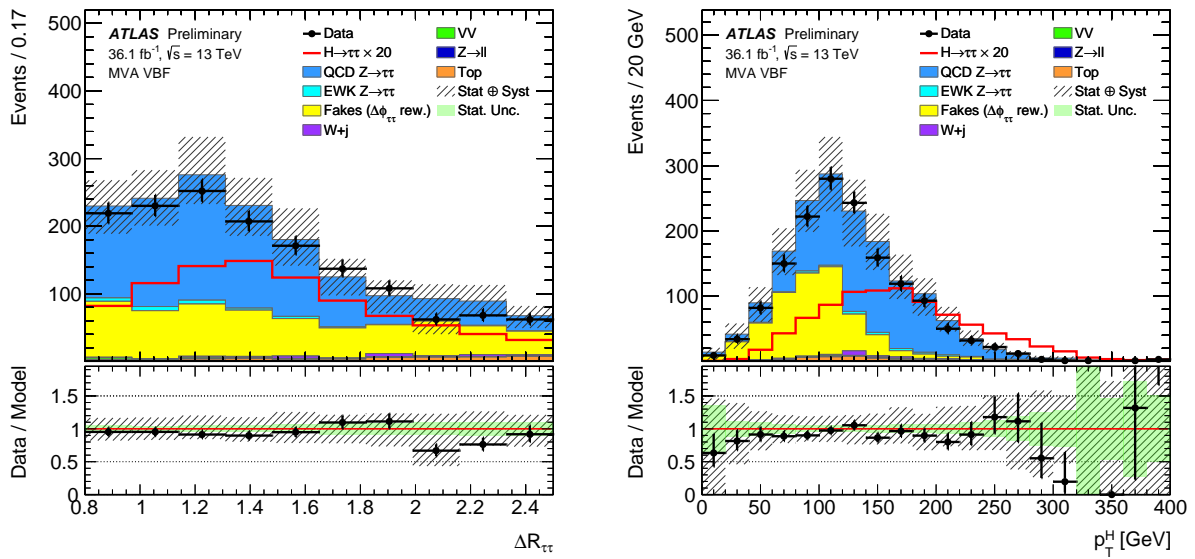 Events / 0.17
500
400
300
200
100
ATLAS Preliminary
36.1 fb⁻¹, √s = 13 TeV
MVA VBF
Data
H→ττ × 20
QCD Z→ττ
EWK Z→ττ
Fakes (Δϕττ rew.)
W+j
VV
Z→ll
Top
Stat ⊕ Syst
Stat. Unc.
Data / Model
1.5
1
0.5
0
0.8 1 1.2 1.4 1.6 1.8 2 2.2 2.4
ΔRττ
Events / 20 GeV
500
400
300
200
100
ATLAS Preliminary
36.1 fb⁻¹, √s = 13 TeV
MVA VBF
Data
H→ττ × 20
QCD Z→ττ
EWK Z→ττ
Fakes (Δϕττ rew.)
W+j
VV
Z→ll
Top
Stat ⊕ Syst
Stat. Unc.
Data / Model
1.5
1
0.5
0
0 50 100 150 200 250 300 350 400
p_T^H [GeV]